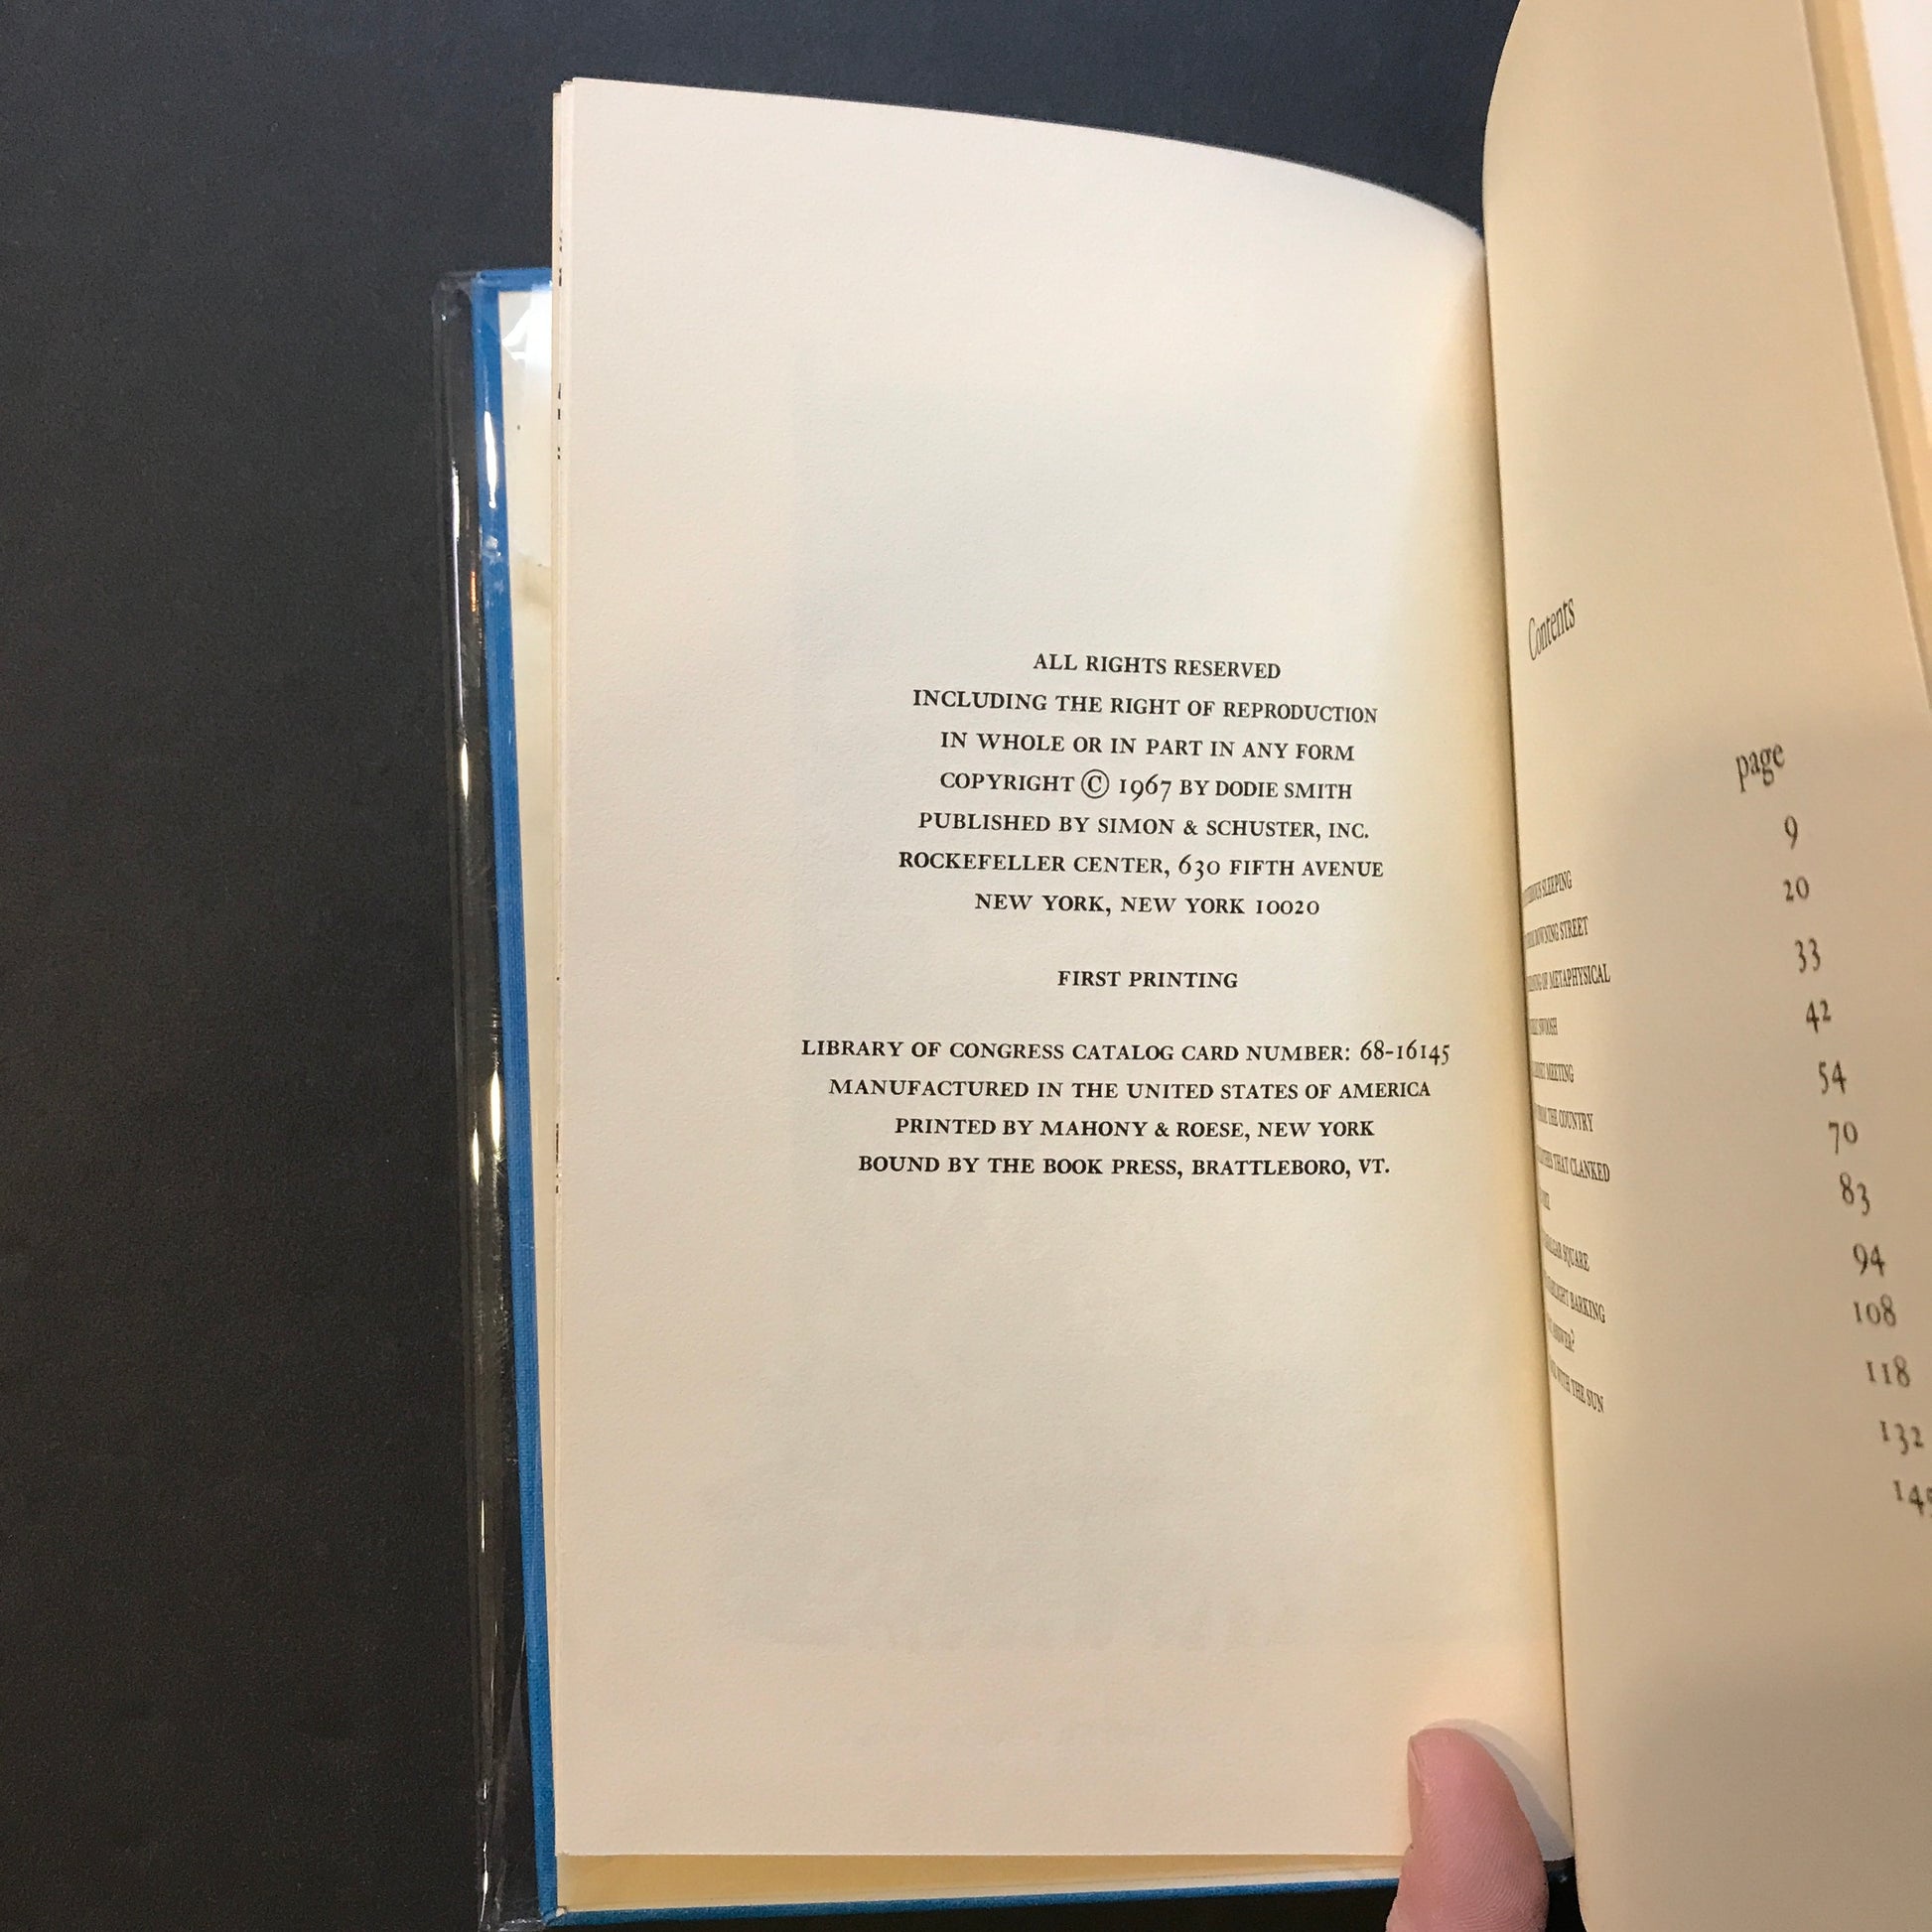 ALL RIGHTS RESERVED
INCLUDING THE RIGHT OF REPRODUCTION
IN WHOLE OR IN PART IN ANY FORM
COPYRIGHT © 1967 BY DODIE SMITH
PUBLISHED BY SIMON & SCHUSTER, INC.
ROCKEFELLER CENTER, 630 FIFTH AVENUE
NEW YORK, NEW YORK 10020
FIRST PRINTING
LIBRARY OF CONGRESS CATALOG CARD NUMBER: 68-16145
MANUFACTURED IN THE UNITED STATES OF AMERICA
PRINTED BY MAHONY & ROESE, NEW YORK
BOUND BY THE BOOK PRESS, BRATTLEBORO, VT.
Contents
page
SLEEPING 9
STREET 20
OF METAPHYSICAL 33
SWOOSH 42
MEETING 54
THE COUNTRY 70
THAT CLANKED 83
94
SQUARE 108
BARKING 118
132
WITH THE SUN